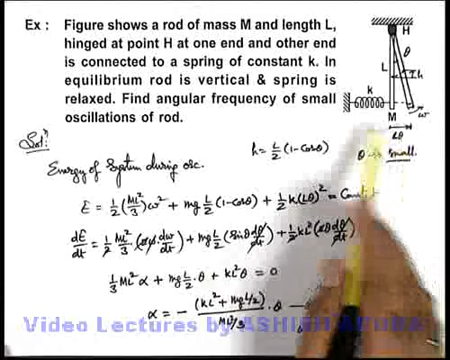 Ex : Figure shows a rod of mass M and length L,
hinged at point H at one end and other end
is connected to a spring of constant k. In
equilibrium rod is vertical & spring is
relaxed. Find angular frequency of small
oscillations of rod.
H
θ
L
h
k
M
ω
Lθ
Solⁿ
h = L/2 (1-cosθ)
θ → small.
Energy of System during osc.
E = 1/2 (ML²/3) ω² + mg L/2 (1-cosθ) + 1/2 k(Lθ)² =
dE/dt = 1/2 ML²/3 (2ω dω/dt) + mg L/2 (sinθ dθ/dt) + 1/2 kL² (2θ dθ/dt)
1/3 ML² α + mg L/2 · θ + kL² θ = 0
α = - (kL² + mg L/2) / (ML²/3) · θ
Video Lectures by ASHISH ARORA